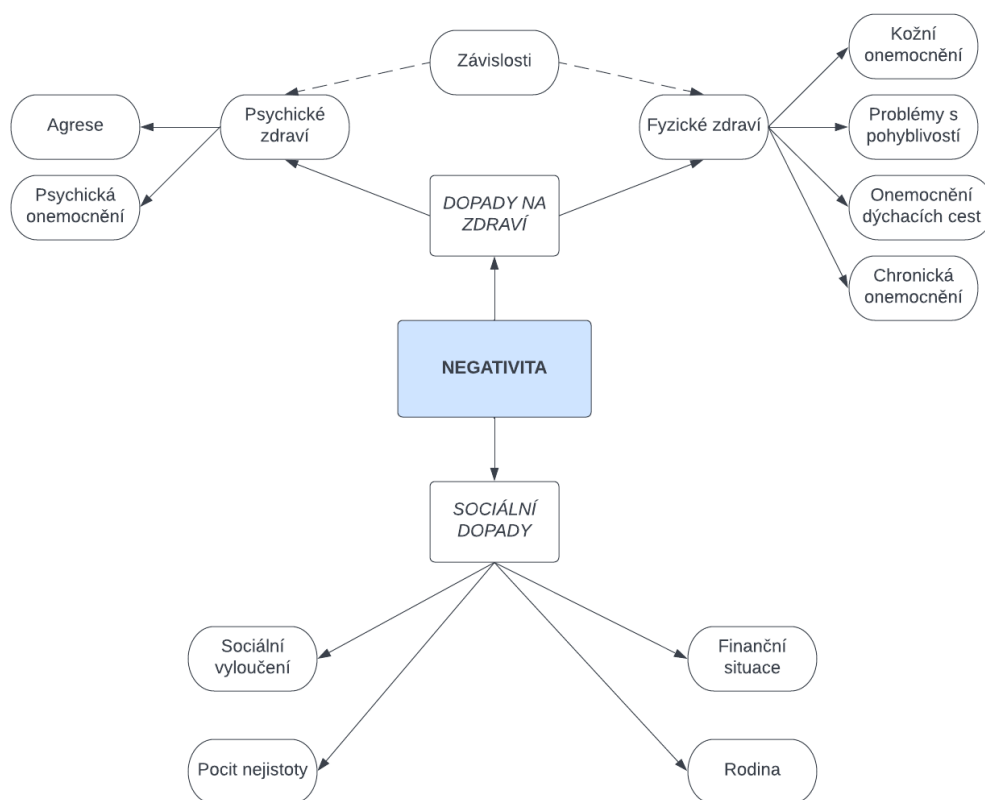 Závislosti
Kožní
onemocnění
Agrese
Psychické
zdraví
Fyzické zdraví
Problémy s
pohyblivostí
Psychická
onemocnění
DOPADY NA
ZDRAVÍ
Onemocnění
dýchacích cest
Chronická
onemocnění
NEGATIVITA
SOCIÁLNÍ
DOPADY
Sociální
vyloučení
Finanční
situace
Pocit nejistoty
Rodina